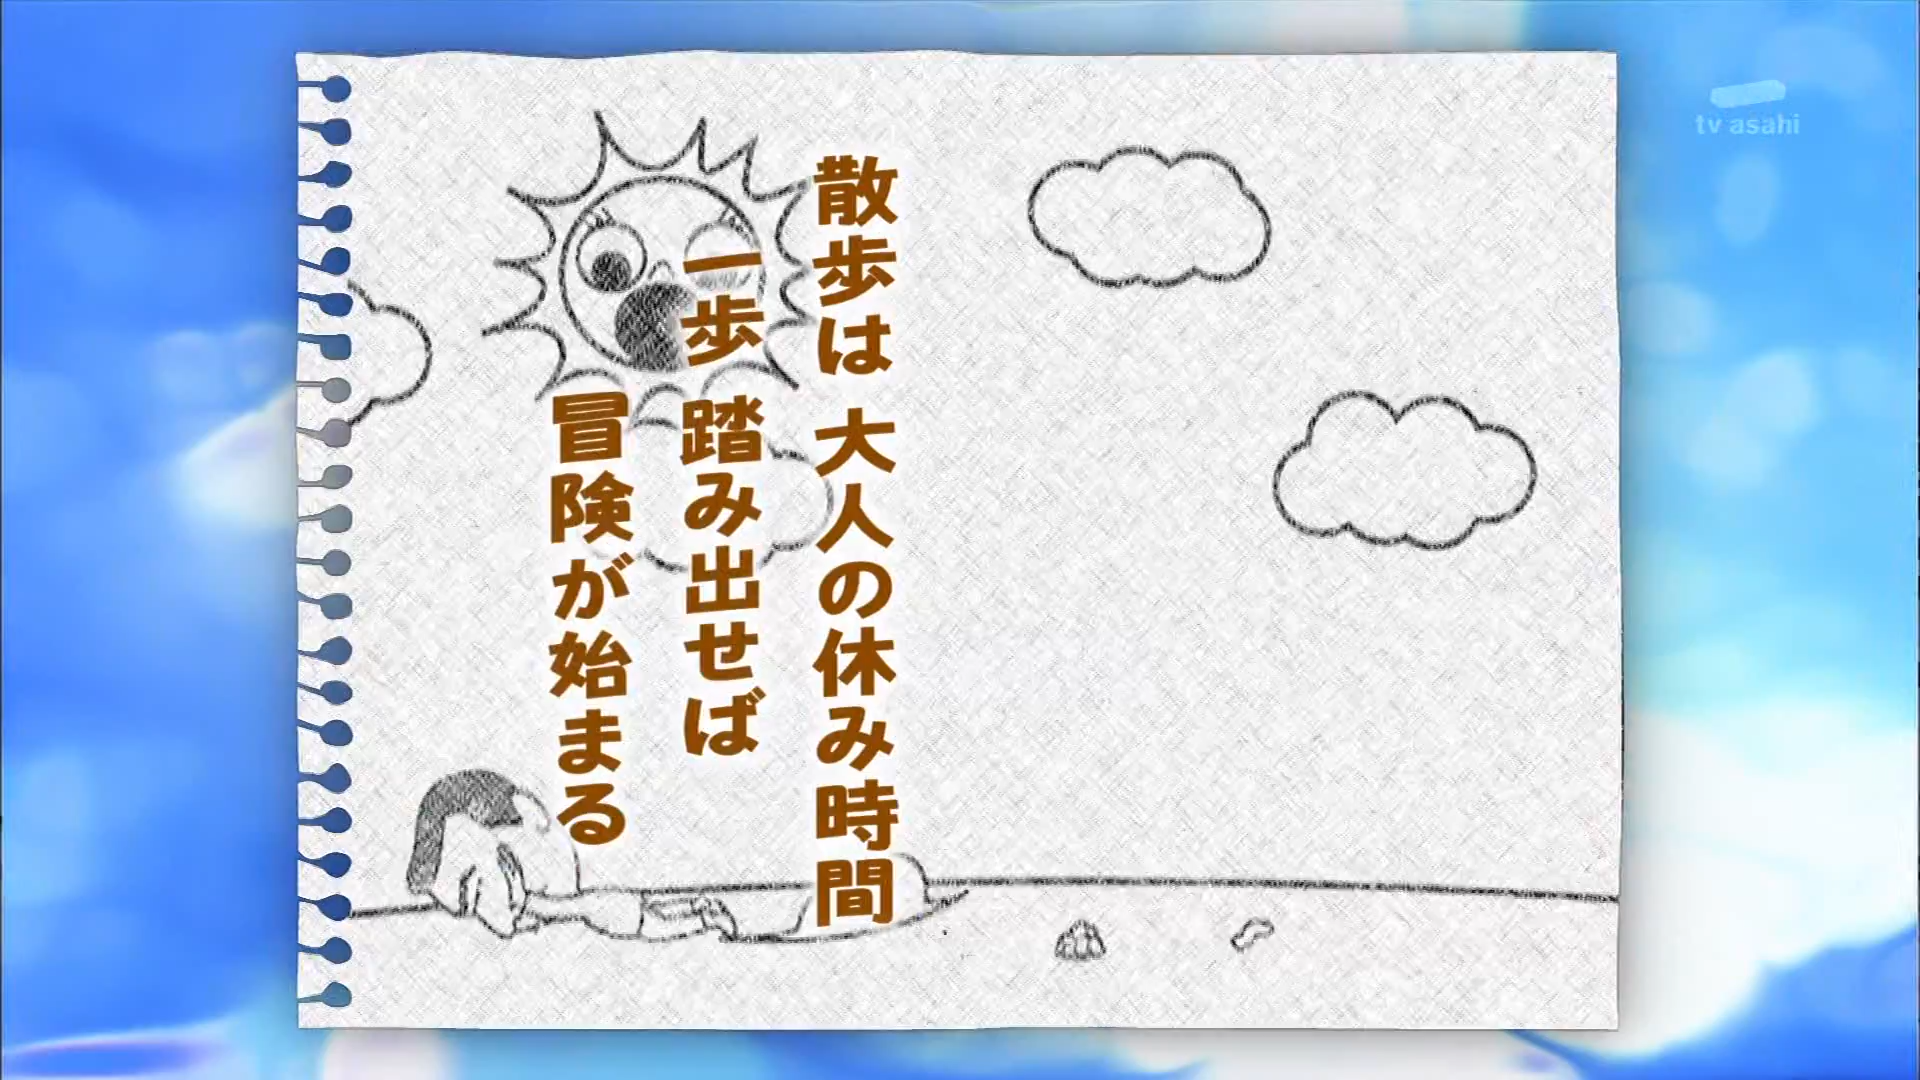 散歩は 大人の休み時間
一歩 踏み出せば
冒険が始まる
tv asahi